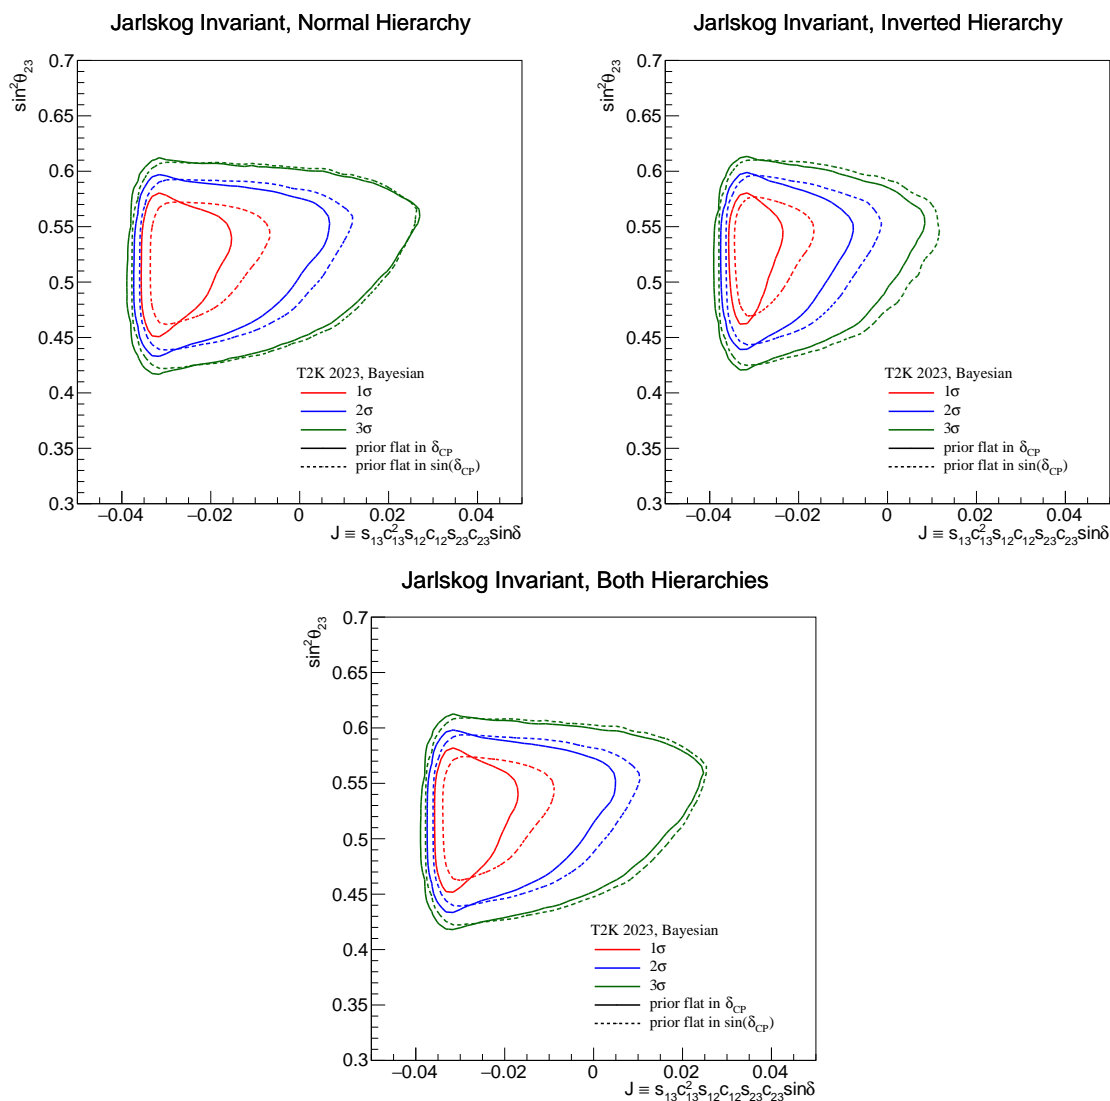 Jarlskog Invariant, Normal Hierarchy
sin²θ₂₃
0.7
0.65
0.6
0.55
0.5
0.45
0.4
0.35
0.3
T2K 2023, Bayesian
1σ
2σ
3σ
prior flat in δ_CP
prior flat in sin(δ_CP)
−0.04 −0.02 0 0.02 0.04
J ≡ s₁₃c²₁₃s₁₂c₁₂s₂₃c₂₃sinδ
Jarlskog Invariant, Inverted Hierarchy
sin²θ₂₃
0.7
0.65
0.6
0.55
0.5
0.45
0.4
0.35
0.3
T2K 2023, Bayesian
1σ
2σ
3σ
prior flat in δ_CP
prior flat in sin(δ_CP)
−0.04 −0.02 0 0.02 0.04
J ≡ s₁₃c²₁₃s₁₂c₁₂s₂₃c₂₃sinδ
Jarlskog Invariant, Both Hierarchies
sin²θ₂₃
0.7
0.65
0.6
0.55
0.5
0.45
0.4
0.35
0.3
T2K 2023, Bayesian
1σ
2σ
3σ
prior flat in δ_CP
prior flat in sin(δ_CP)
−0.04 −0.02 0 0.02 0.04
J ≡ s₁₃c²₁₃s₁₂c₁₂s₂₃c₂₃sinδ